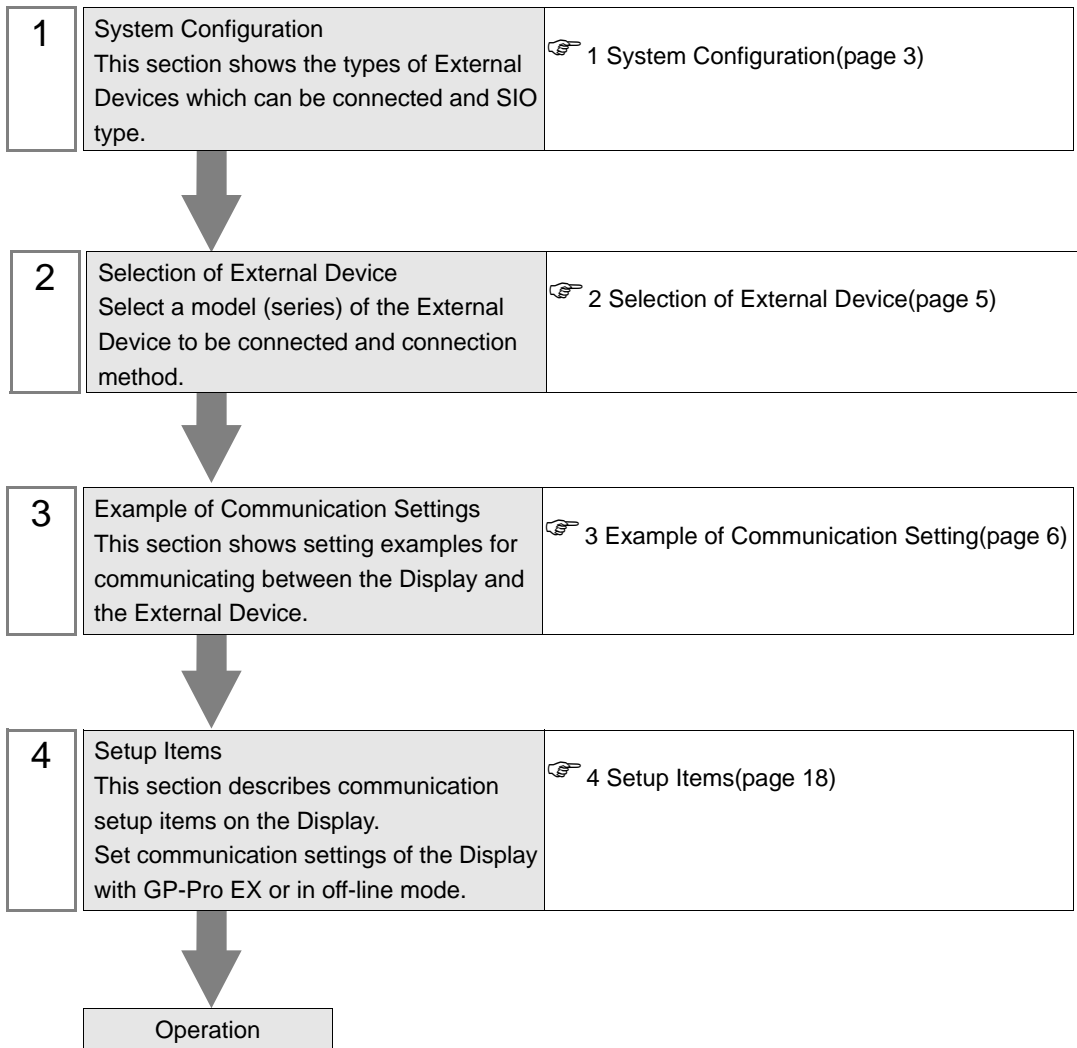 1
System Configuration
This section shows the types of External
Devices which can be connected and SIO
type.
☞ 1 System Configuration(page 3)
2
Selection of External Device
Select a model (series) of the External
Device to be connected and connection
method.
☞ 2 Selection of External Device(page 5)
3
Example of Communication Settings
This section shows setting examples for
communicating between the Display and
the External Device.
☞ 3 Example of Communication Setting(page 6)
4
Setup Items
This section describes communication
setup items on the Display.
Set communication settings of the Display
with GP-Pro EX or in off-line mode.
☞ 4 Setup Items(page 18)
Operation